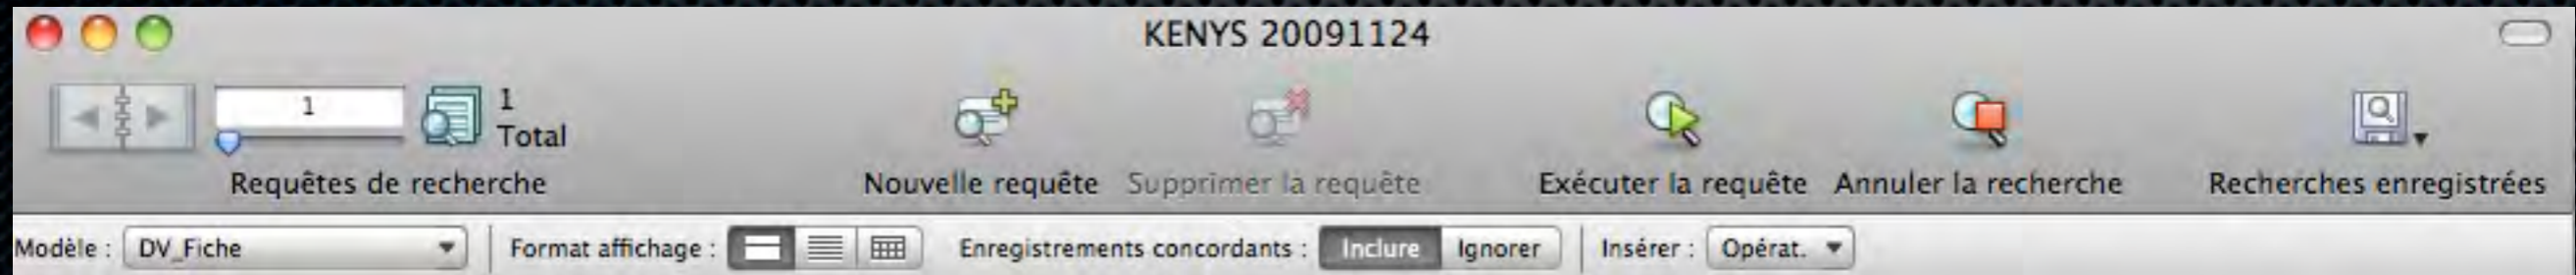 KENYS 20091124
1
1
Total
Requêtes de recherche
Nouvelle requête
Supprimer la requête
Exécuter la requête
Annuler la recherche
Recherches enregistrées
Modèle : DV_Fiche
Format affichage :
Enregistrements concordants : Inclure Ignorer
Insérer : Opérat.